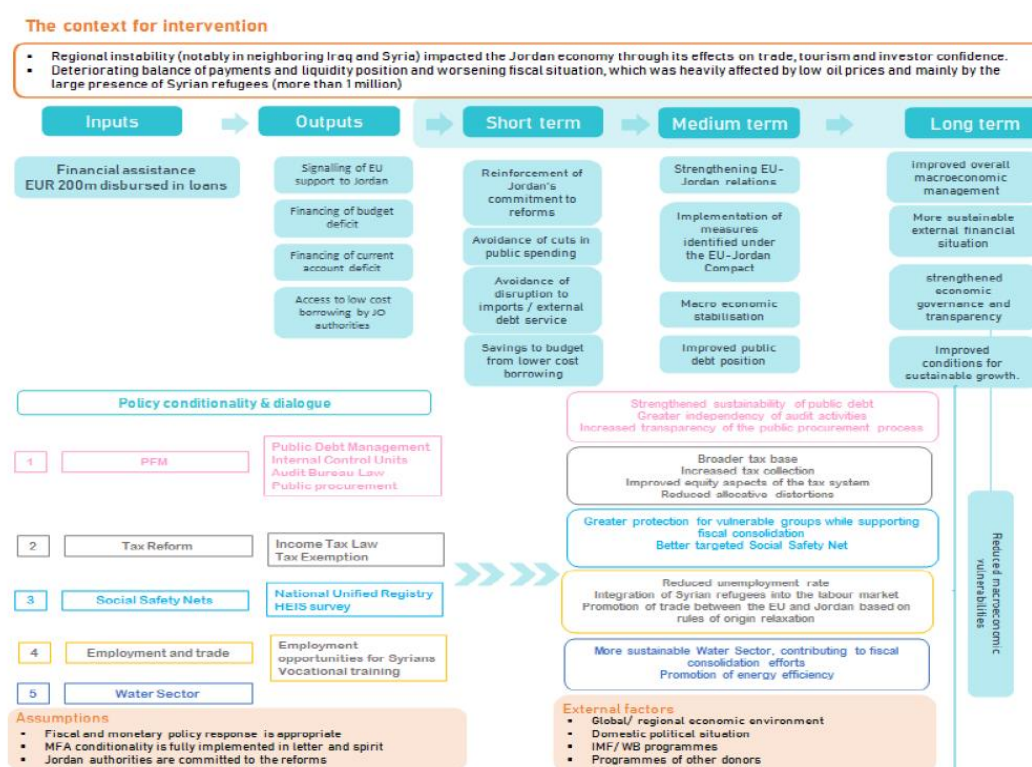 The context for intervention
▪ Regional instability (notably in neighboring Iraq and Syria) impacted the Jordan economy through its effects on trade, tourism and investor confidence.
▪ Deteriorating balance of payments and liquidity position and worsening fiscal situation, which was heavily affected by low oil prices and mainly by the
large presence of Syrian refugees (more than 1 million)
Inputs
Outputs
Short term
Medium term
Long term
Financial assistance
EUR 200m disbursed in loans
Signalling of EU
support to Jordan
Financing of budget
deficit
Financing of current
account deficit
Access to low cost
borrowing by JO
authorities
Reinforcement of
Jordan's
commitment to
reforms
Avoidance of cuts in
public spending
Avoidance of
disruption to
imports / external
debt service
Savings to budget
from lower cost
borrowing
Strengthening EU-
Jordan relations
Implementation of
measures
identified under
the EU-Jordan
Compact
Macro economic
stabilisation
Improved public
debt position
Improved overall
macroeconomic
management
More sustainable
external financial
situation
strengthened
economic
governance and
transparency
Improved
conditions for
sustainable growth.
Policy conditionality & dialogue
1
PFM
Public Debt Management
Internal Control Units
Audit Bureau Law
Public procurement
2
Tax Reform
Income Tax Law
Tax Exemption
3
Social Safety Nets
National Unified Registry
HEIS survey
4
Employment and trade
Employment
opportunities for Syrians
Vocational training
5
Water Sector
Strengthened sustainability of public debt
Greater independency of audit activities
Increased transparency of the public procurement process
Broader tax base
Increased tax collection
Improved equity aspects of the tax system
Reduced allocative distortions
Greater protection for vulnerable groups while supporting
fiscal consolidation
Better targeted Social Safety Net
Reduced unemployment rate
Integration of Syrian refugees into the labour market
Promotion of trade between the EU and Jordan based on
rules of origin relaxation
More sustainable Water Sector, contributing to fiscal
consolidation efforts
Promotion of energy efficiency
Reduced macroeconomic
vulnerabilities
Assumptions
▪ Fiscal and monetary policy response is appropriate
▪ MFA conditionality is fully implemented in letter and spirit
▪ Jordan authorities are committed to the reforms
External factors
▪ Global/ regional economic environment
▪ Domestic political situation
▪ IMF/ WB programmes
▪ Programmes of other donors